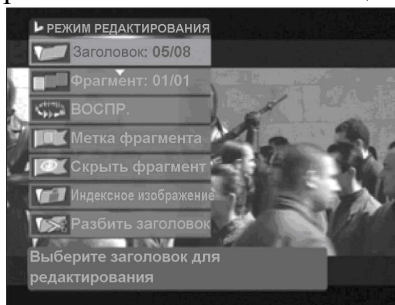 РЕЖИМ РЕДАКТИРОВАНИЯ
Заголовок: 05/08
Фрагмент: 01/01
ВОСПР.
Метка фрагмента
Скрыть фрагмент
Индексное изображение
Разбить заголовок
Выберите заголовок для
редактирования